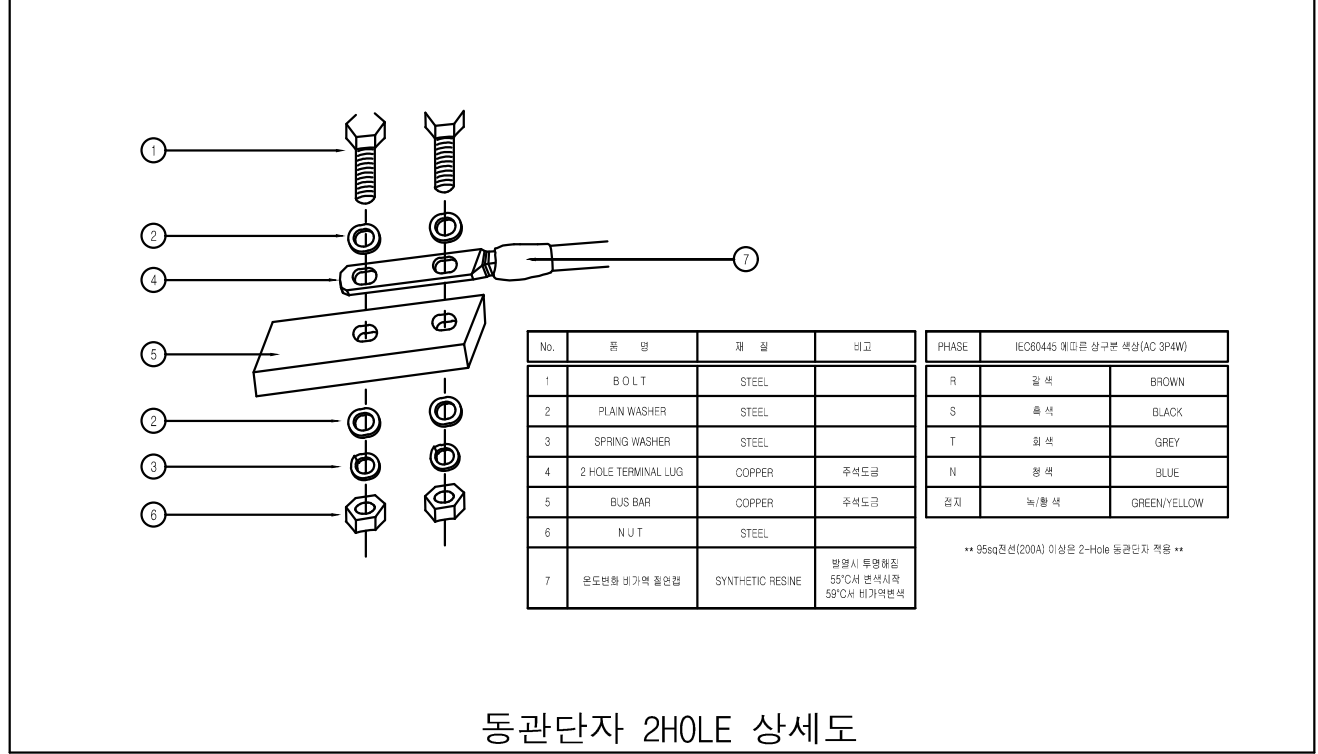 1
2
4
5
2
3
6
7
No. 품 명 재 질 비고
1 BOLT STEEL
2 PLAIN WASHER STEEL
3 SPRING WASHER STEEL
4 2 HOLE TERMINAL LUG COPPER 주석도금
5 BUS BAR COPPER 주석도금
6 NUT STEEL
7 온도변화 비가역 절연캡 SYNTHETIC RESINE 발열시 투명해짐
55°C서 변색시작
59°C서 비가역변색
PHASE IEC60445 에따른 상구분 색상(AC 3P4W)
R 갈 색 BROWN
S 흑 색 BLACK
T 회 색 GREY
N 청 색 BLUE
접지 녹/황 색 GREEN/YELLOW
** 95sq전선(200A) 이상은 2-Hole 동관단자 적용 **
동관단자 2HOLE 상세도